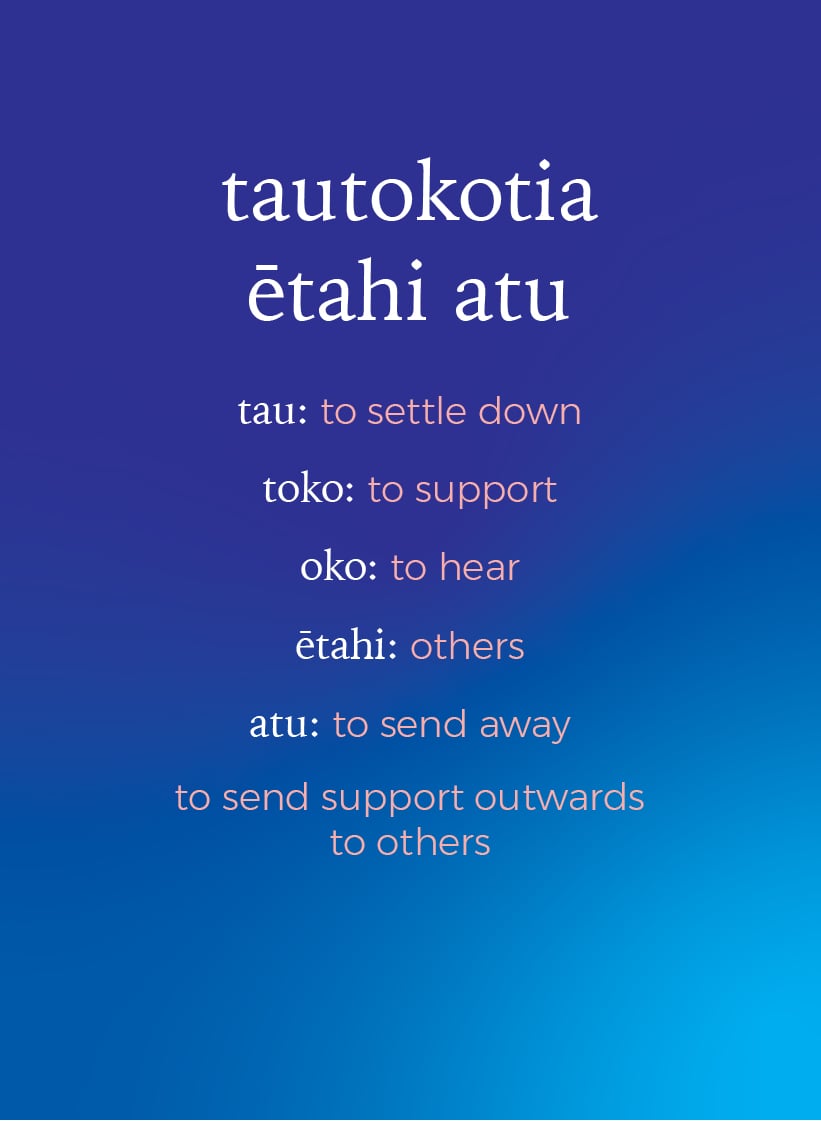 tautokotia
ētahi atu
tau: to settle down
toko: to support
oko: to hear
ētahi: others
atu: to send away
to send support outwards
to others